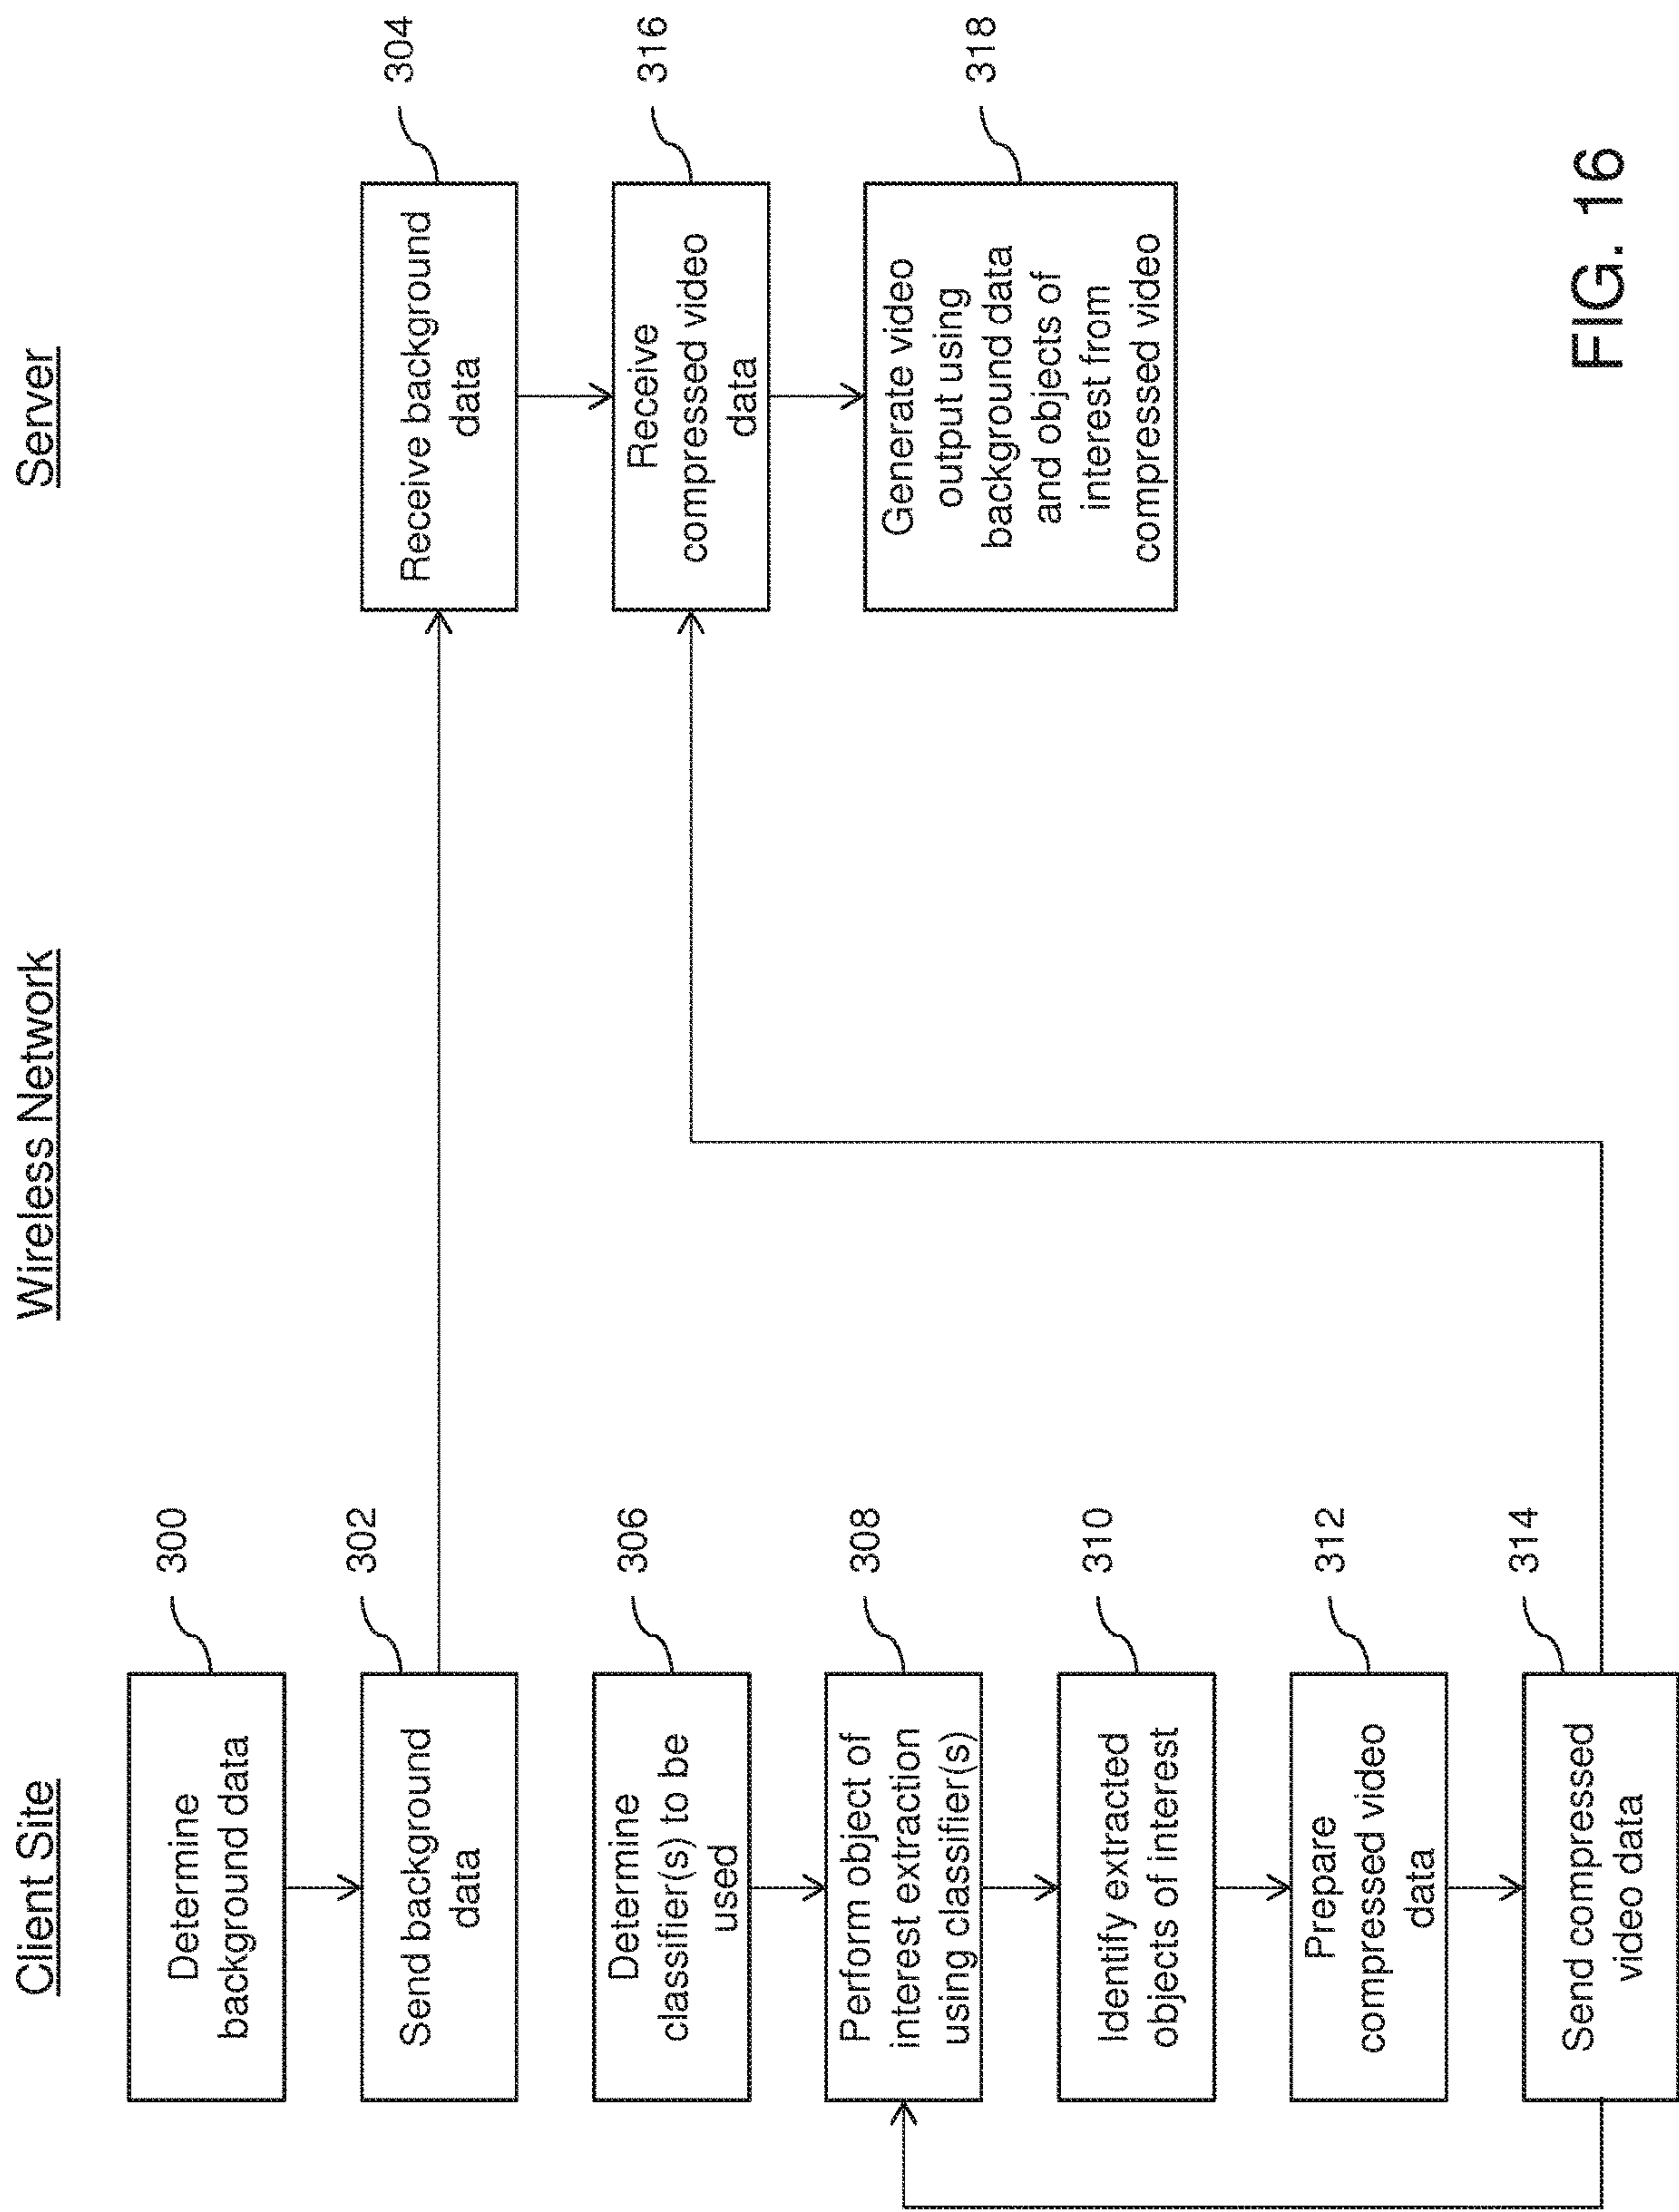 Client Site
Wireless Network
Server
Determine
background data
300
Send background
data
302
Receive background
data
304
Determine
classifier(s) to be
used
306
Perform object of
interest extraction
using classifier(s)
308
Identify extracted
objects of interest
310
Prepare
compressed video
data
312
Send compressed
video data
314
Receive
compressed video
data
316
Generate video
output using
background data
and objects of
interest from
compressed video
318
FIG. 16